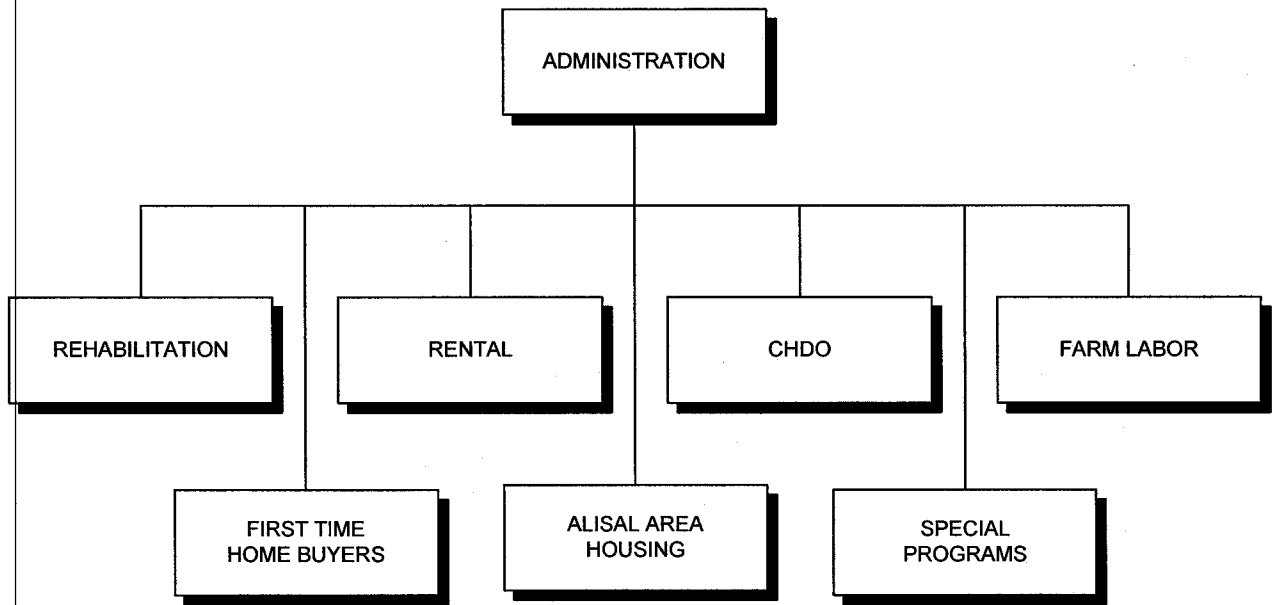 ADMINISTRATION
REHABILITATION
RENTAL
CHDO
FARM LABOR
FIRST TIME
HOME BUYERS
ALISAL AREA
HOUSING
SPECIAL
PROGRAMS